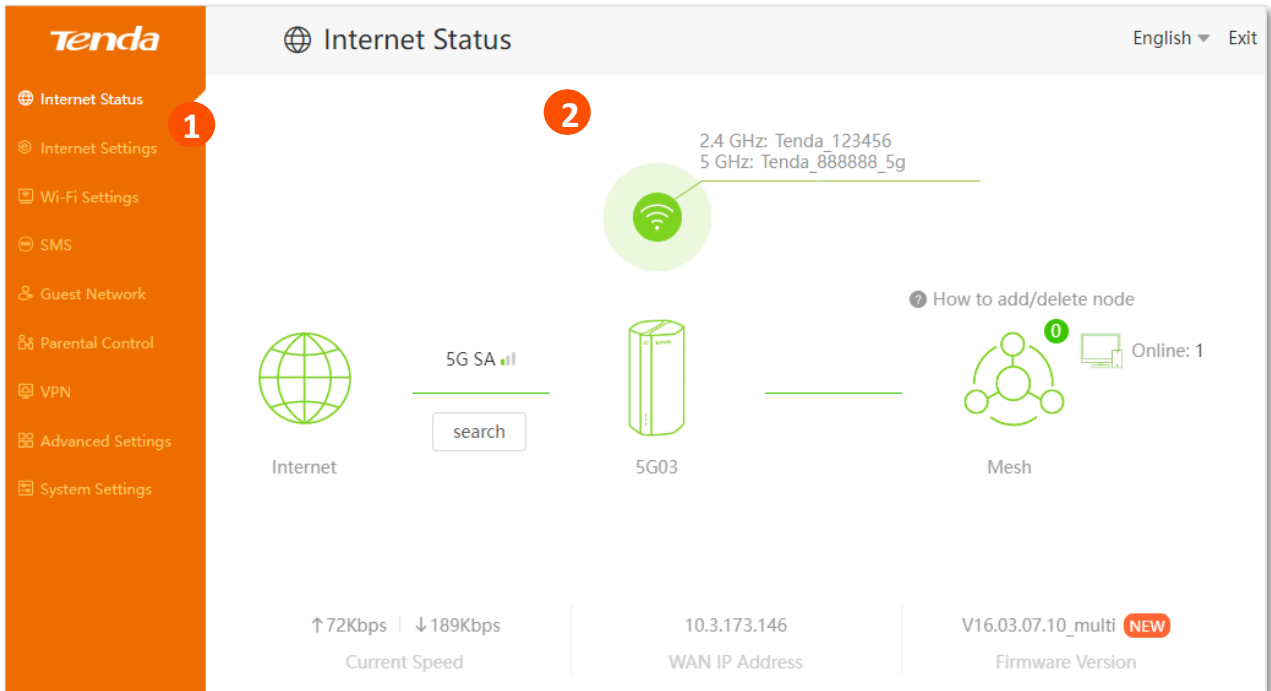 Tenda
Internet Status
English
Exit
Internet Status
1
Internet Settings
Wi-Fi Settings
SMS
Guest Network
Parental Control
VPN
Advanced Settings
System Settings
2
2.4 GHz: Tenda_123456
5 GHz: Tenda_888888_5g
How to add/delete node
0
Online: 1
5G SA
search
Internet
5G03
Mesh
↑72Kbps ↓189Kbps
Current Speed
10.3.173.146
WAN IP Address
V16.03.07.10_multi NEW
Firmware Version